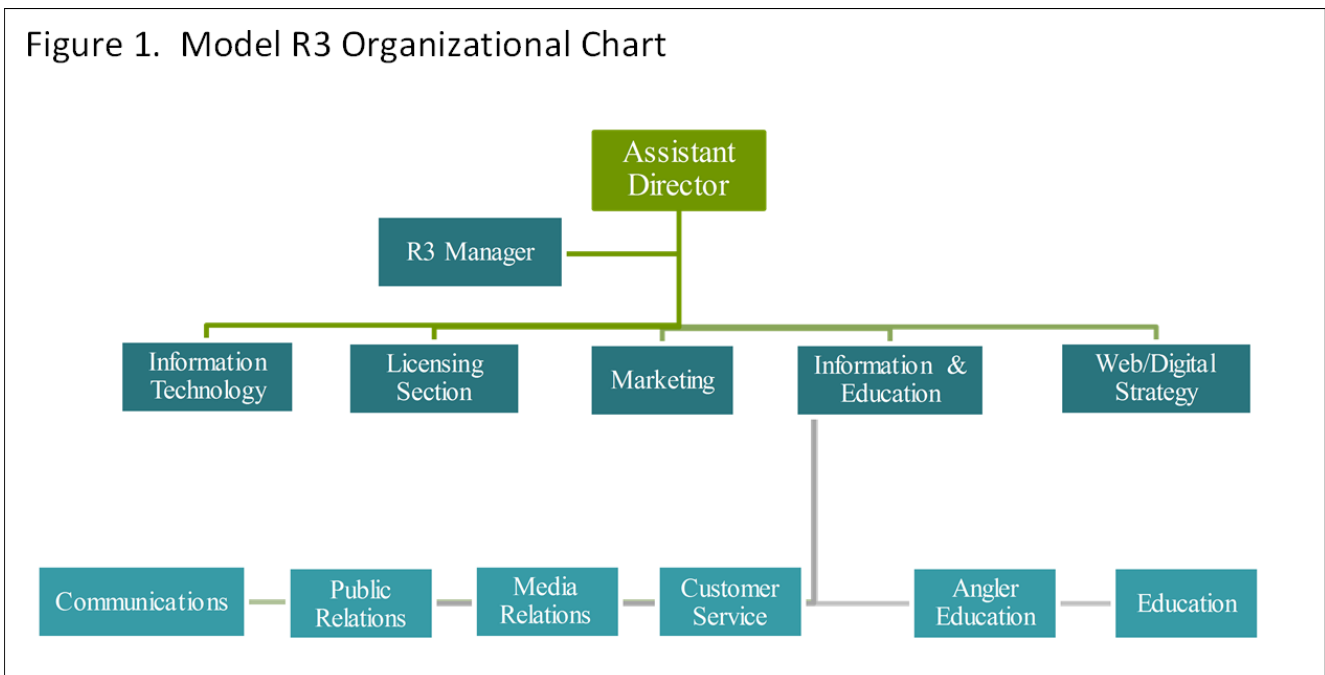 Figure 1. Model R3 Organizational Chart
Assistant
Director
R3 Manager
Information
Technology
Licensing
Section
Marketing
Information &
Education
Web/Digital
Strategy
Communications
Public
Relations
Media
Relations
Customer
Service
Angler
Education
Education